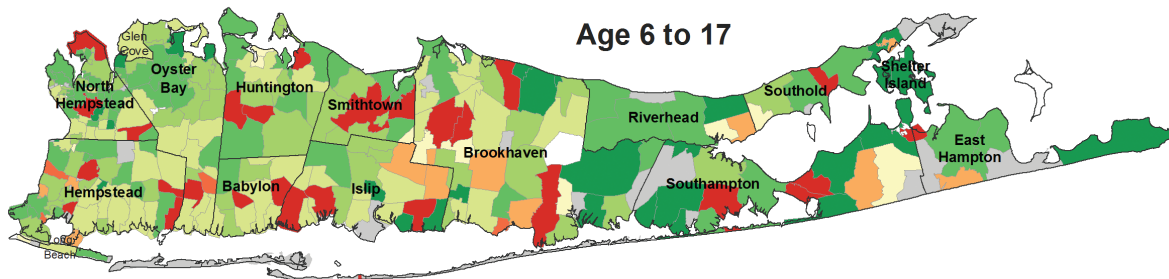 Age 6 to 17
Glen
Cove
Oyster
Bay
North
Hempstead
Huntington
Smithtown
Brookhaven
Riverhead
Southold
Shelter
Island
East
Hampton
Southampton
Hempstead
Babylon
Islip
Long
Beach